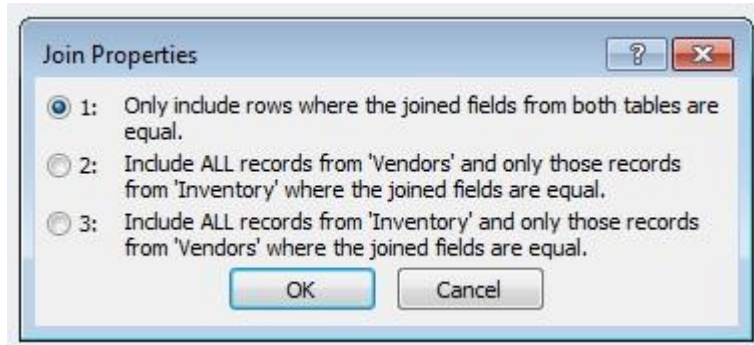 Join Properties
1: Only include rows where the joined fields from both tables are
equal.
2: Include ALL records from 'Vendors' and only those records
from 'Inventory' where the joined fields are equal.
3: Include ALL records from 'Inventory' and only those records
from 'Vendors' where the joined fields are equal.
OK Cancel